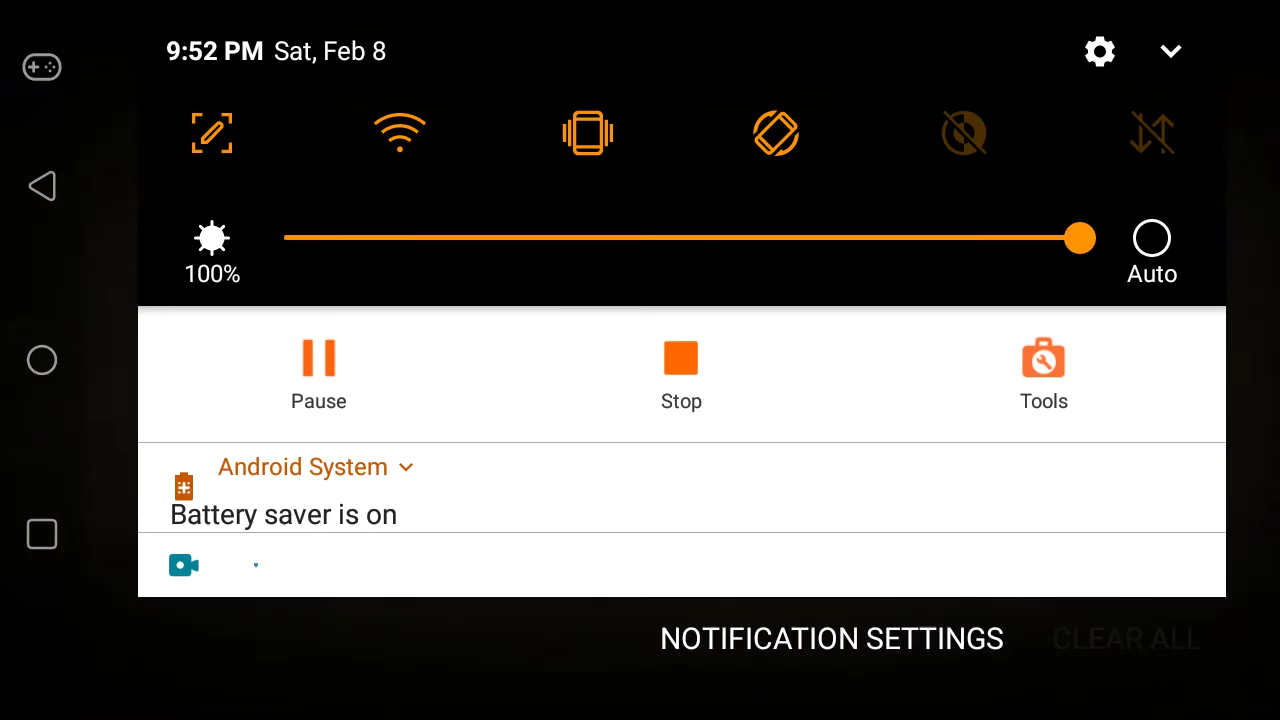 9:52 PM Sat, Feb 8
100%
Auto
Pause
Stop
Tools
Android System
Battery saver is on
NOTIFICATION SETTINGS
CLEAR ALL